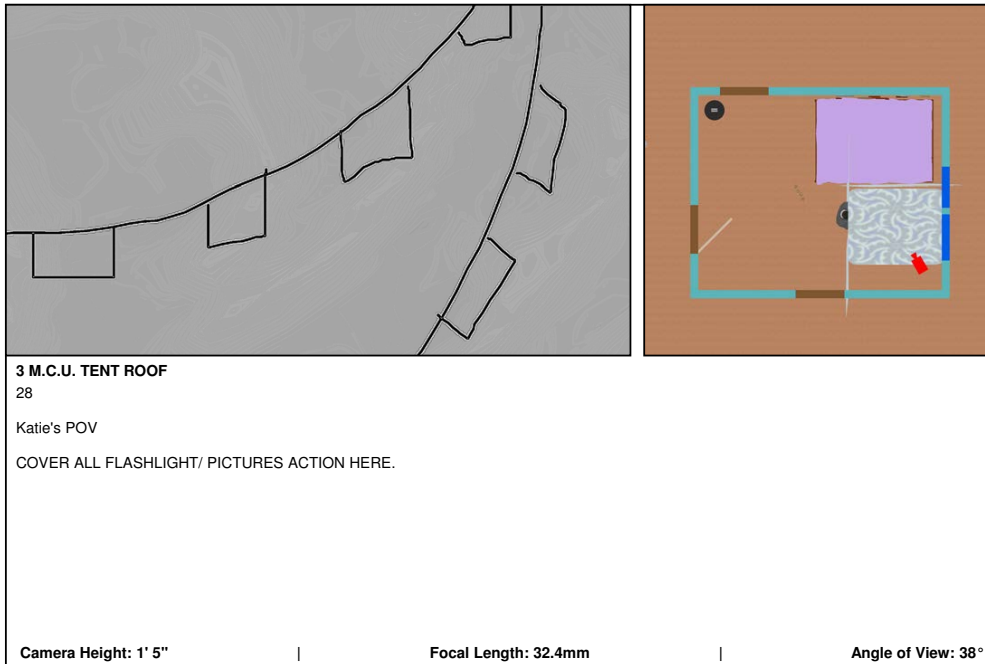 3 M.C.U. TENT ROOF
28
Katie's POV
COVER ALL FLASHLIGHT/ PICTURES ACTION HERE.
Camera Height: 1' 5" | Focal Length: 32.4mm | Angle of View: 38°